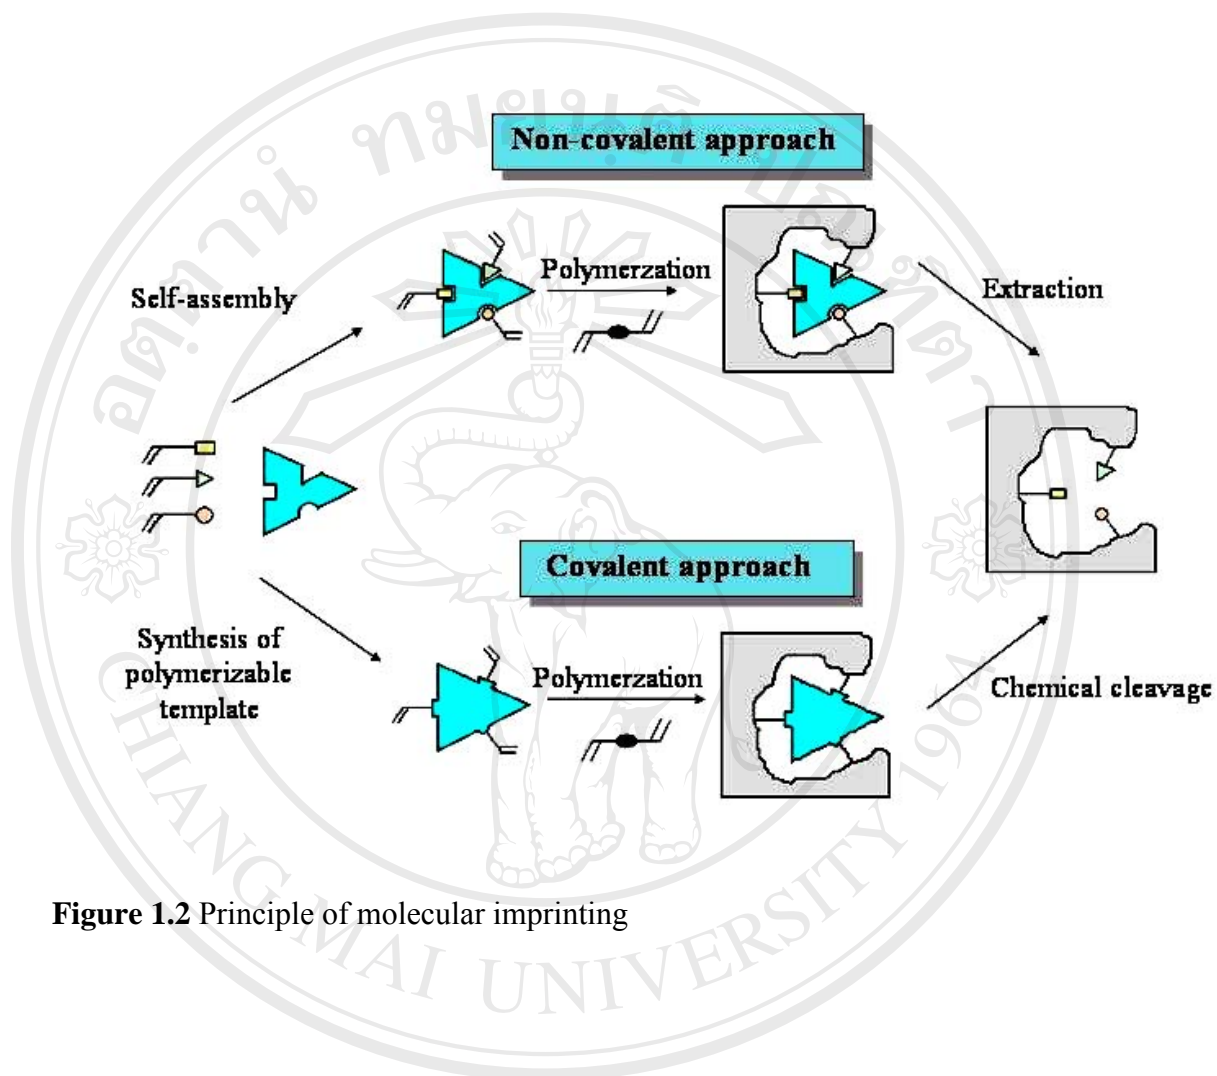 Non-covalent approach
Self-assembly
Polymerzation
Extraction
Covalent approach
Synthesis of
polymerizable
template
Polymerzation
Chemical cleavage
Figure 1.2 Principle of molecular imprinting
CHIANG MAI UNIVERSITY 1964